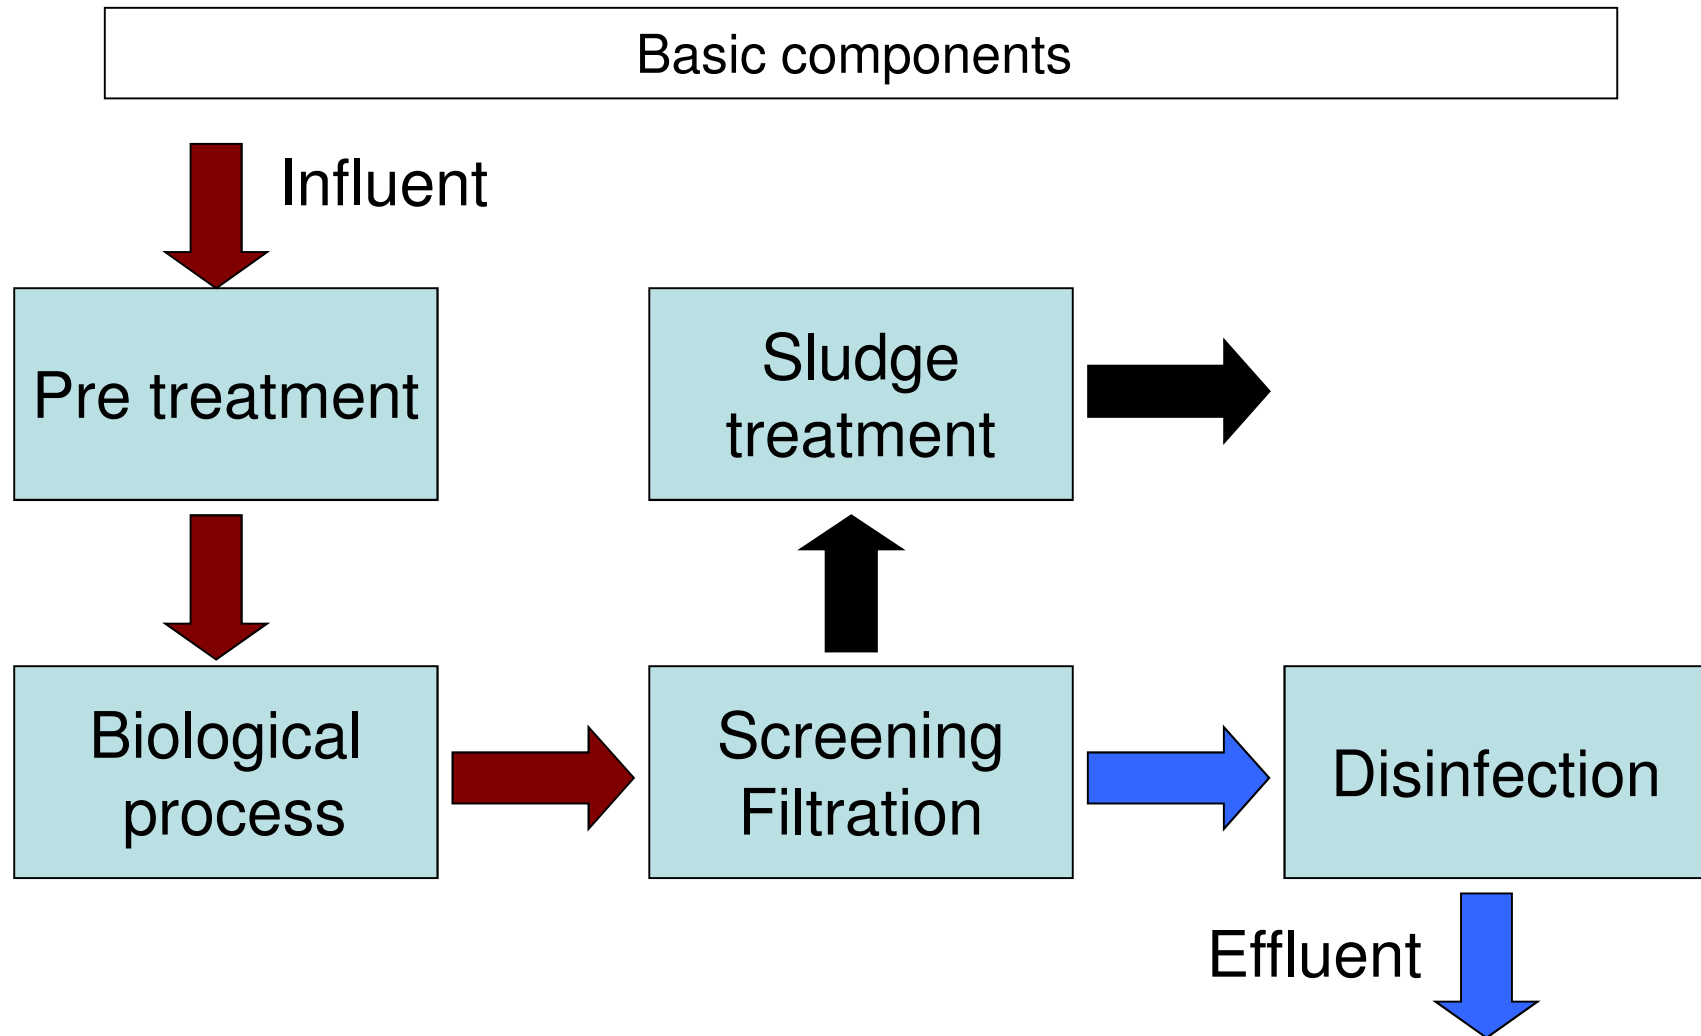 Basic components
Influent
Pre treatment
Sludge
treatment
Biological
process
Screening
Filtration
Disinfection
Effluent